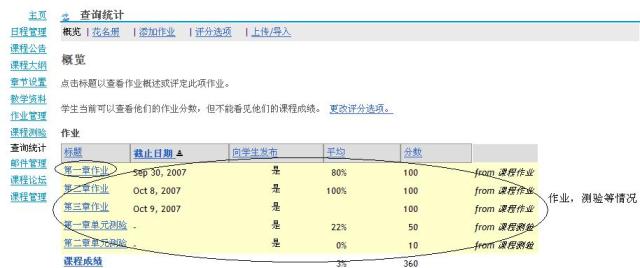 主页
日程管理
课程公告
课程大纲
章节设置
教学资料
作业管理
课程测验
查询统计
邮件管理
课程论坛
课程管理
查询统计
概览 | 花名册 | 添加作业 | 评分选项 | 上传/导入
概览
点击标题以查看作业概述或评定此项作业。
学生当前可以查看他们的作业分数，但不能看见他们的课程成绩。 更改评分选项。
作业
标题 截止日期 向学生发布 平均 分数
第一章作业 Sep 30, 2007 是 80% 100 from 课程作业
第二章作业 Oct 8, 2007 是 100% 100 from 课程作业
第三章作业 Oct 9, 2007 是 100 from 课程作业
第一章单元测验 - 是 22% 50 from 课程测验
第二章单元测验 - 是 0% 10 from 课程测验
课程成绩 3% 360
作业，测验等情况